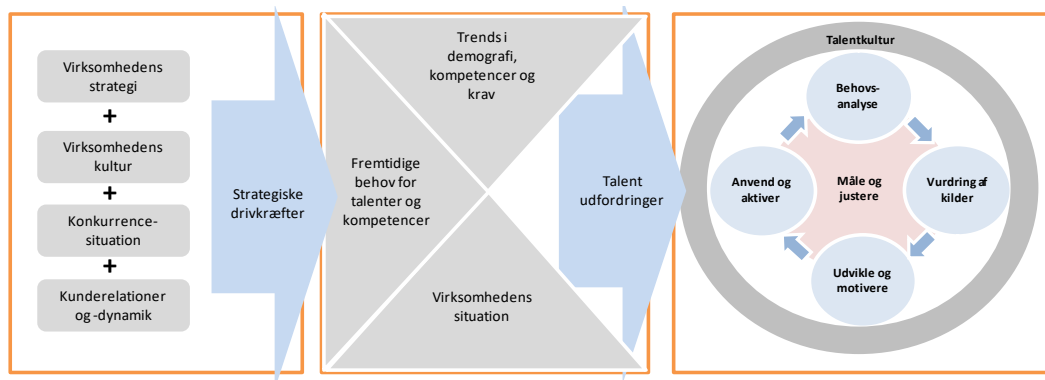 Virksomhedens
strategi
+
Virksomhedens
kultur
+
Konkurrence-
situation
+
Kunderelationer
og -dynamik
Strategiske
drivkræfter
Trends i
demografi,
kompetencer og
krav
Fremtidige
behov for
talenter og
kompetencer
Virksomhedens
situation
Talent
udfordringer
Talentkultur
Behovs-
analyse
Anvend og
aktiver
Måle og
justere
Vurdring af
kilder
Udvikle og
motivere